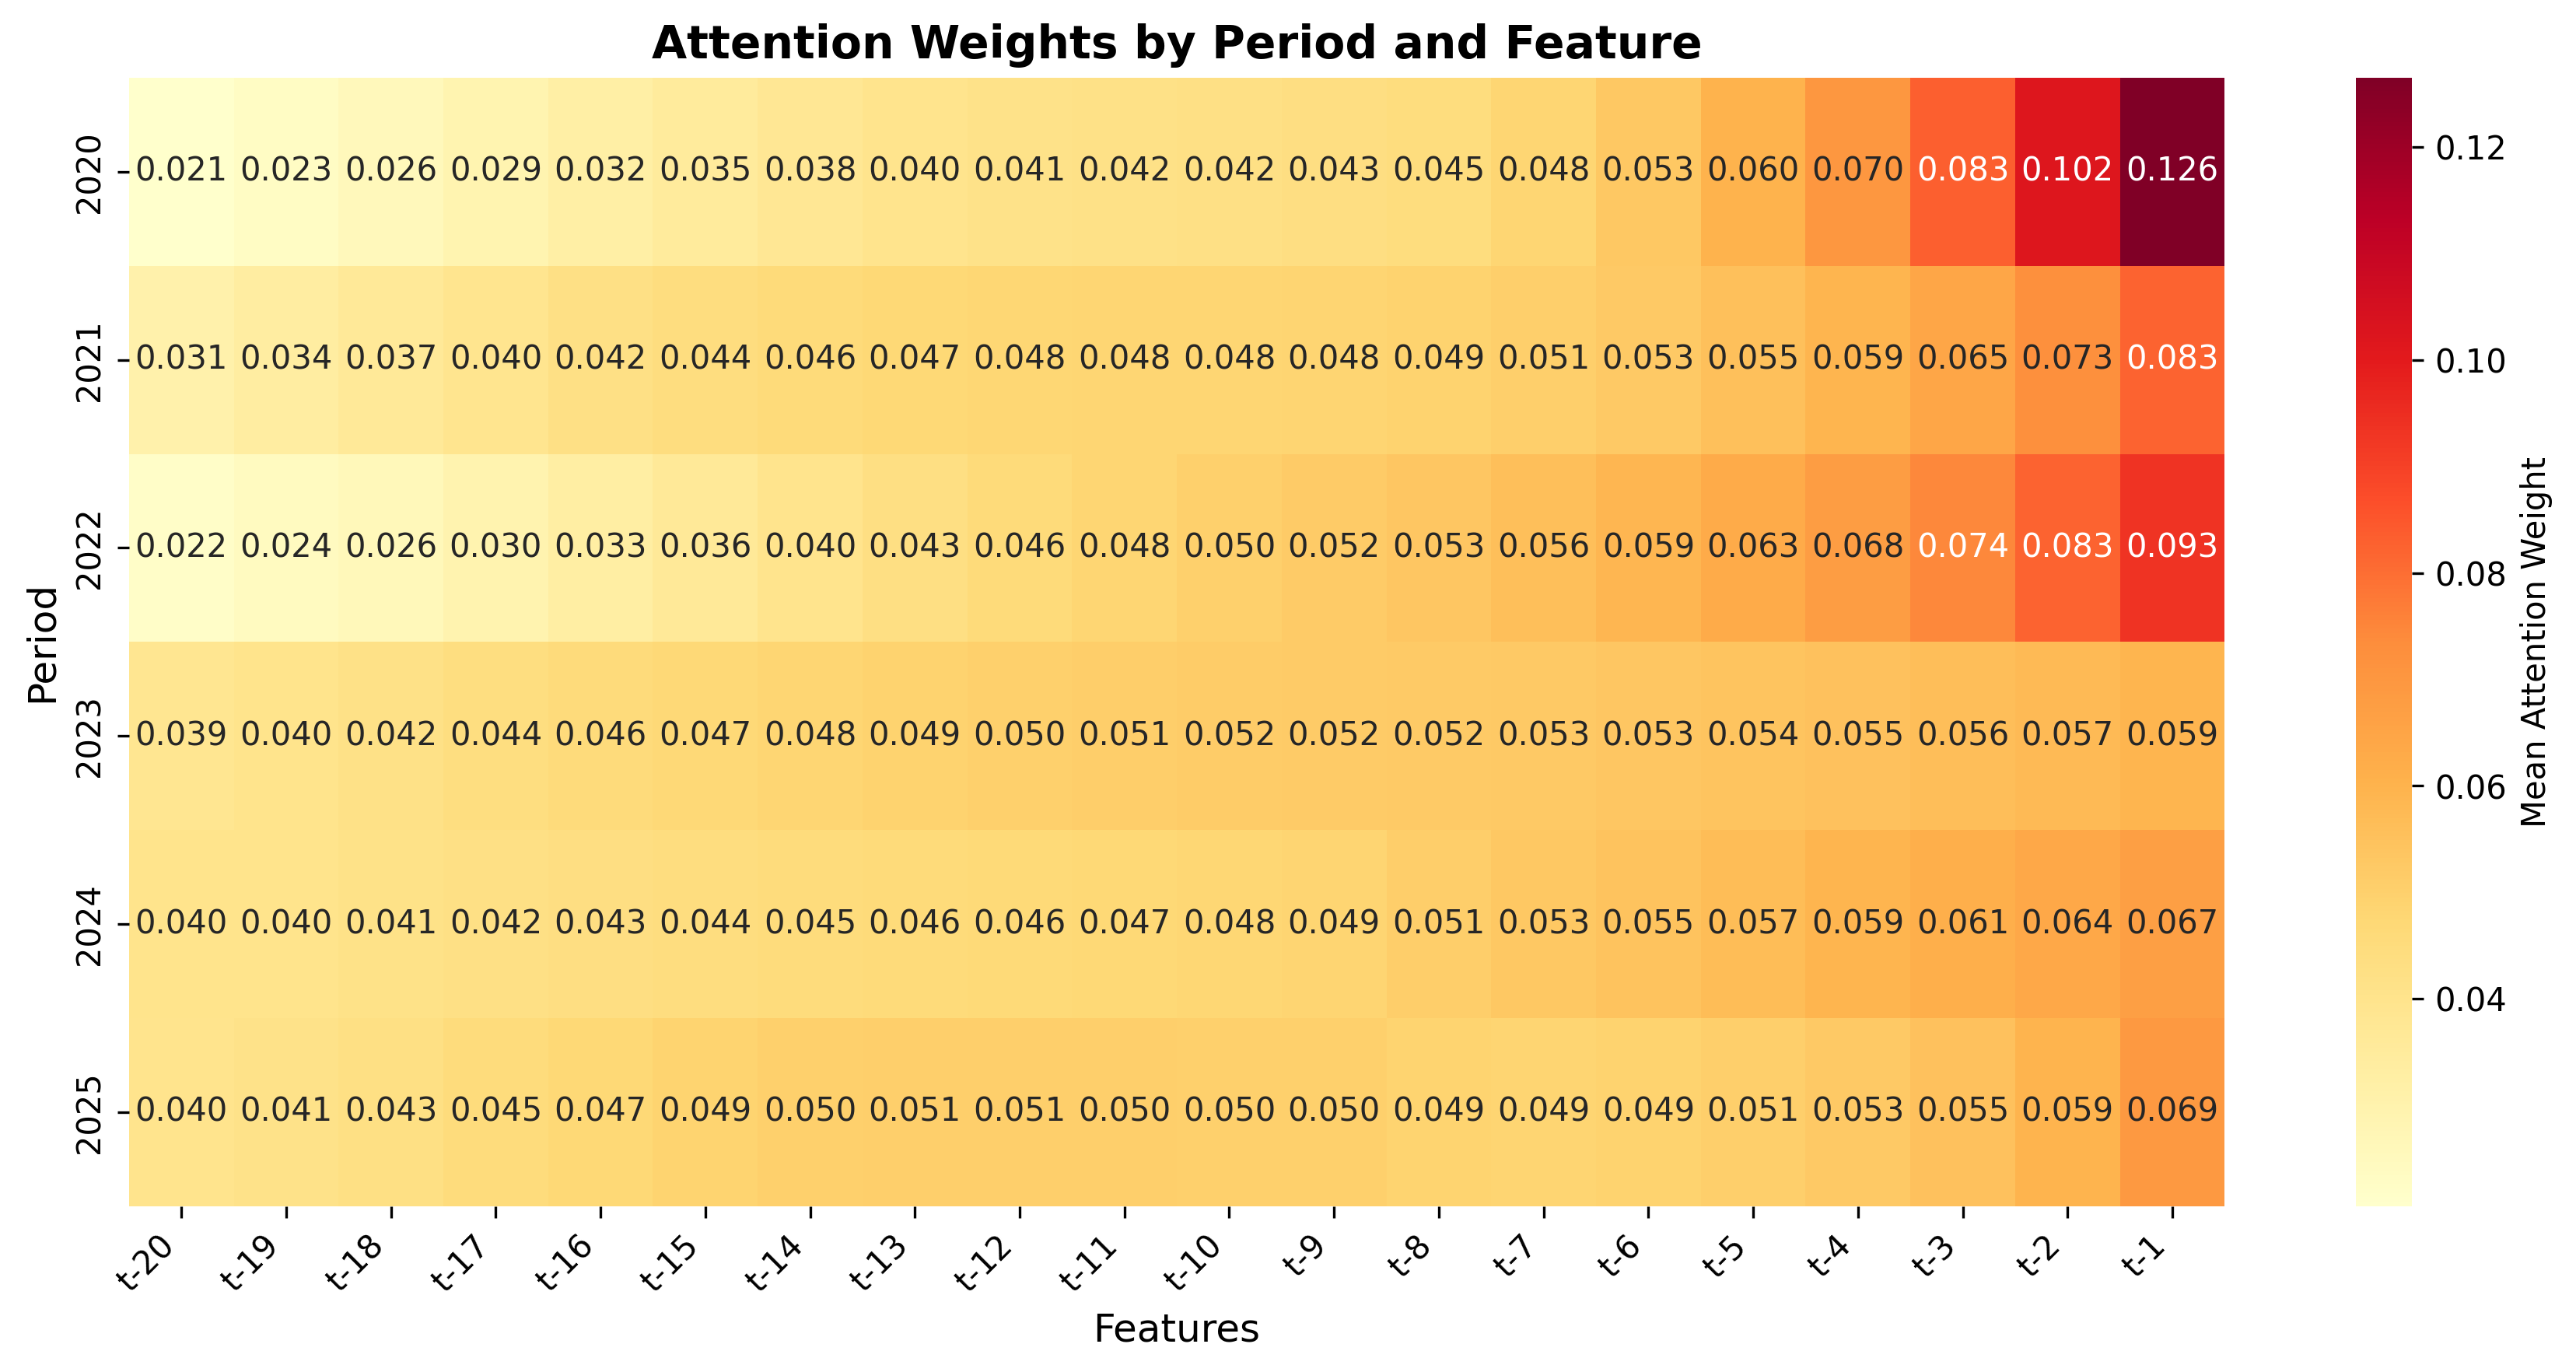 Attention Weights by Period and Feature
Period
2020 0.021 0.023 0.026 0.029 0.032 0.035 0.038 0.040 0.041 0.042 0.042 0.043 0.045 0.048 0.053 0.060 0.070 0.083 0.102 0.126
2021 0.031 0.034 0.037 0.040 0.042 0.044 0.046 0.047 0.048 0.048 0.048 0.048 0.049 0.051 0.053 0.055 0.059 0.065 0.073 0.083
2022 0.022 0.024 0.026 0.030 0.033 0.036 0.040 0.043 0.046 0.048 0.050 0.052 0.053 0.056 0.059 0.063 0.068 0.074 0.083 0.093
2023 0.039 0.040 0.042 0.044 0.046 0.047 0.048 0.049 0.050 0.051 0.052 0.052 0.052 0.053 0.053 0.054 0.055 0.056 0.057 0.059
2024 0.040 0.040 0.041 0.042 0.043 0.044 0.045 0.046 0.046 0.047 0.048 0.049 0.051 0.053 0.055 0.057 0.059 0.061 0.064 0.067
2025 0.040 0.041 0.043 0.045 0.047 0.049 0.050 0.051 0.051 0.050 0.050 0.050 0.049 0.049 0.049 0.051 0.053 0.055 0.059 0.069
t-20 t-19 t-18 t-17 t-16 t-15 t-14 t-13 t-12 t-11 t-10 t-9 t-8 t-7 t-6 t-5 t-4 t-3 t-2 t-1
Features
0.12
0.10
0.08
0.06
0.04
Mean Attention Weight